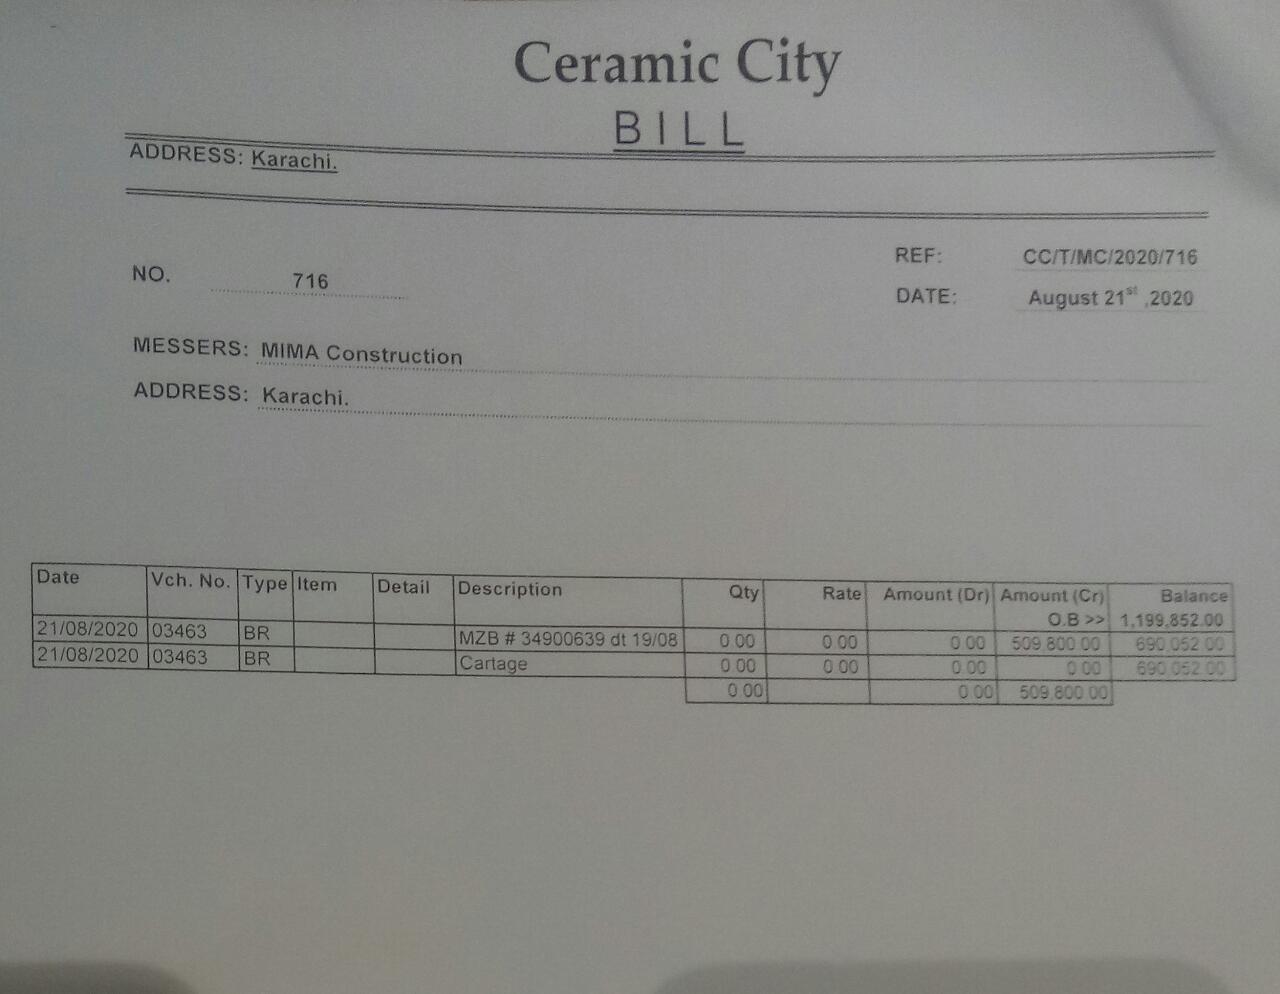 Ceramic City
BILL
ADDRESS: Karachi.
REF: CC/T/MC/2020/716
NO. 716
DATE: August 21st ,2020
MESSERS: MIMA Construction
ADDRESS: Karachi.
Date Vch. No. Type Item Detail Description Qty Rate Amount (Dr) Amount (Cr) Balance
O.B >> 1,199,852.00
21/08/2020 03463 BR MZB # 34900639 dt 19/08 0.00 0.00 0.00 509,800.00 690,052.00
21/08/2020 03463 BR Cartage 0.00 0.00 0.00 0.00 690,052.00
0.00 0.00 509,800.00